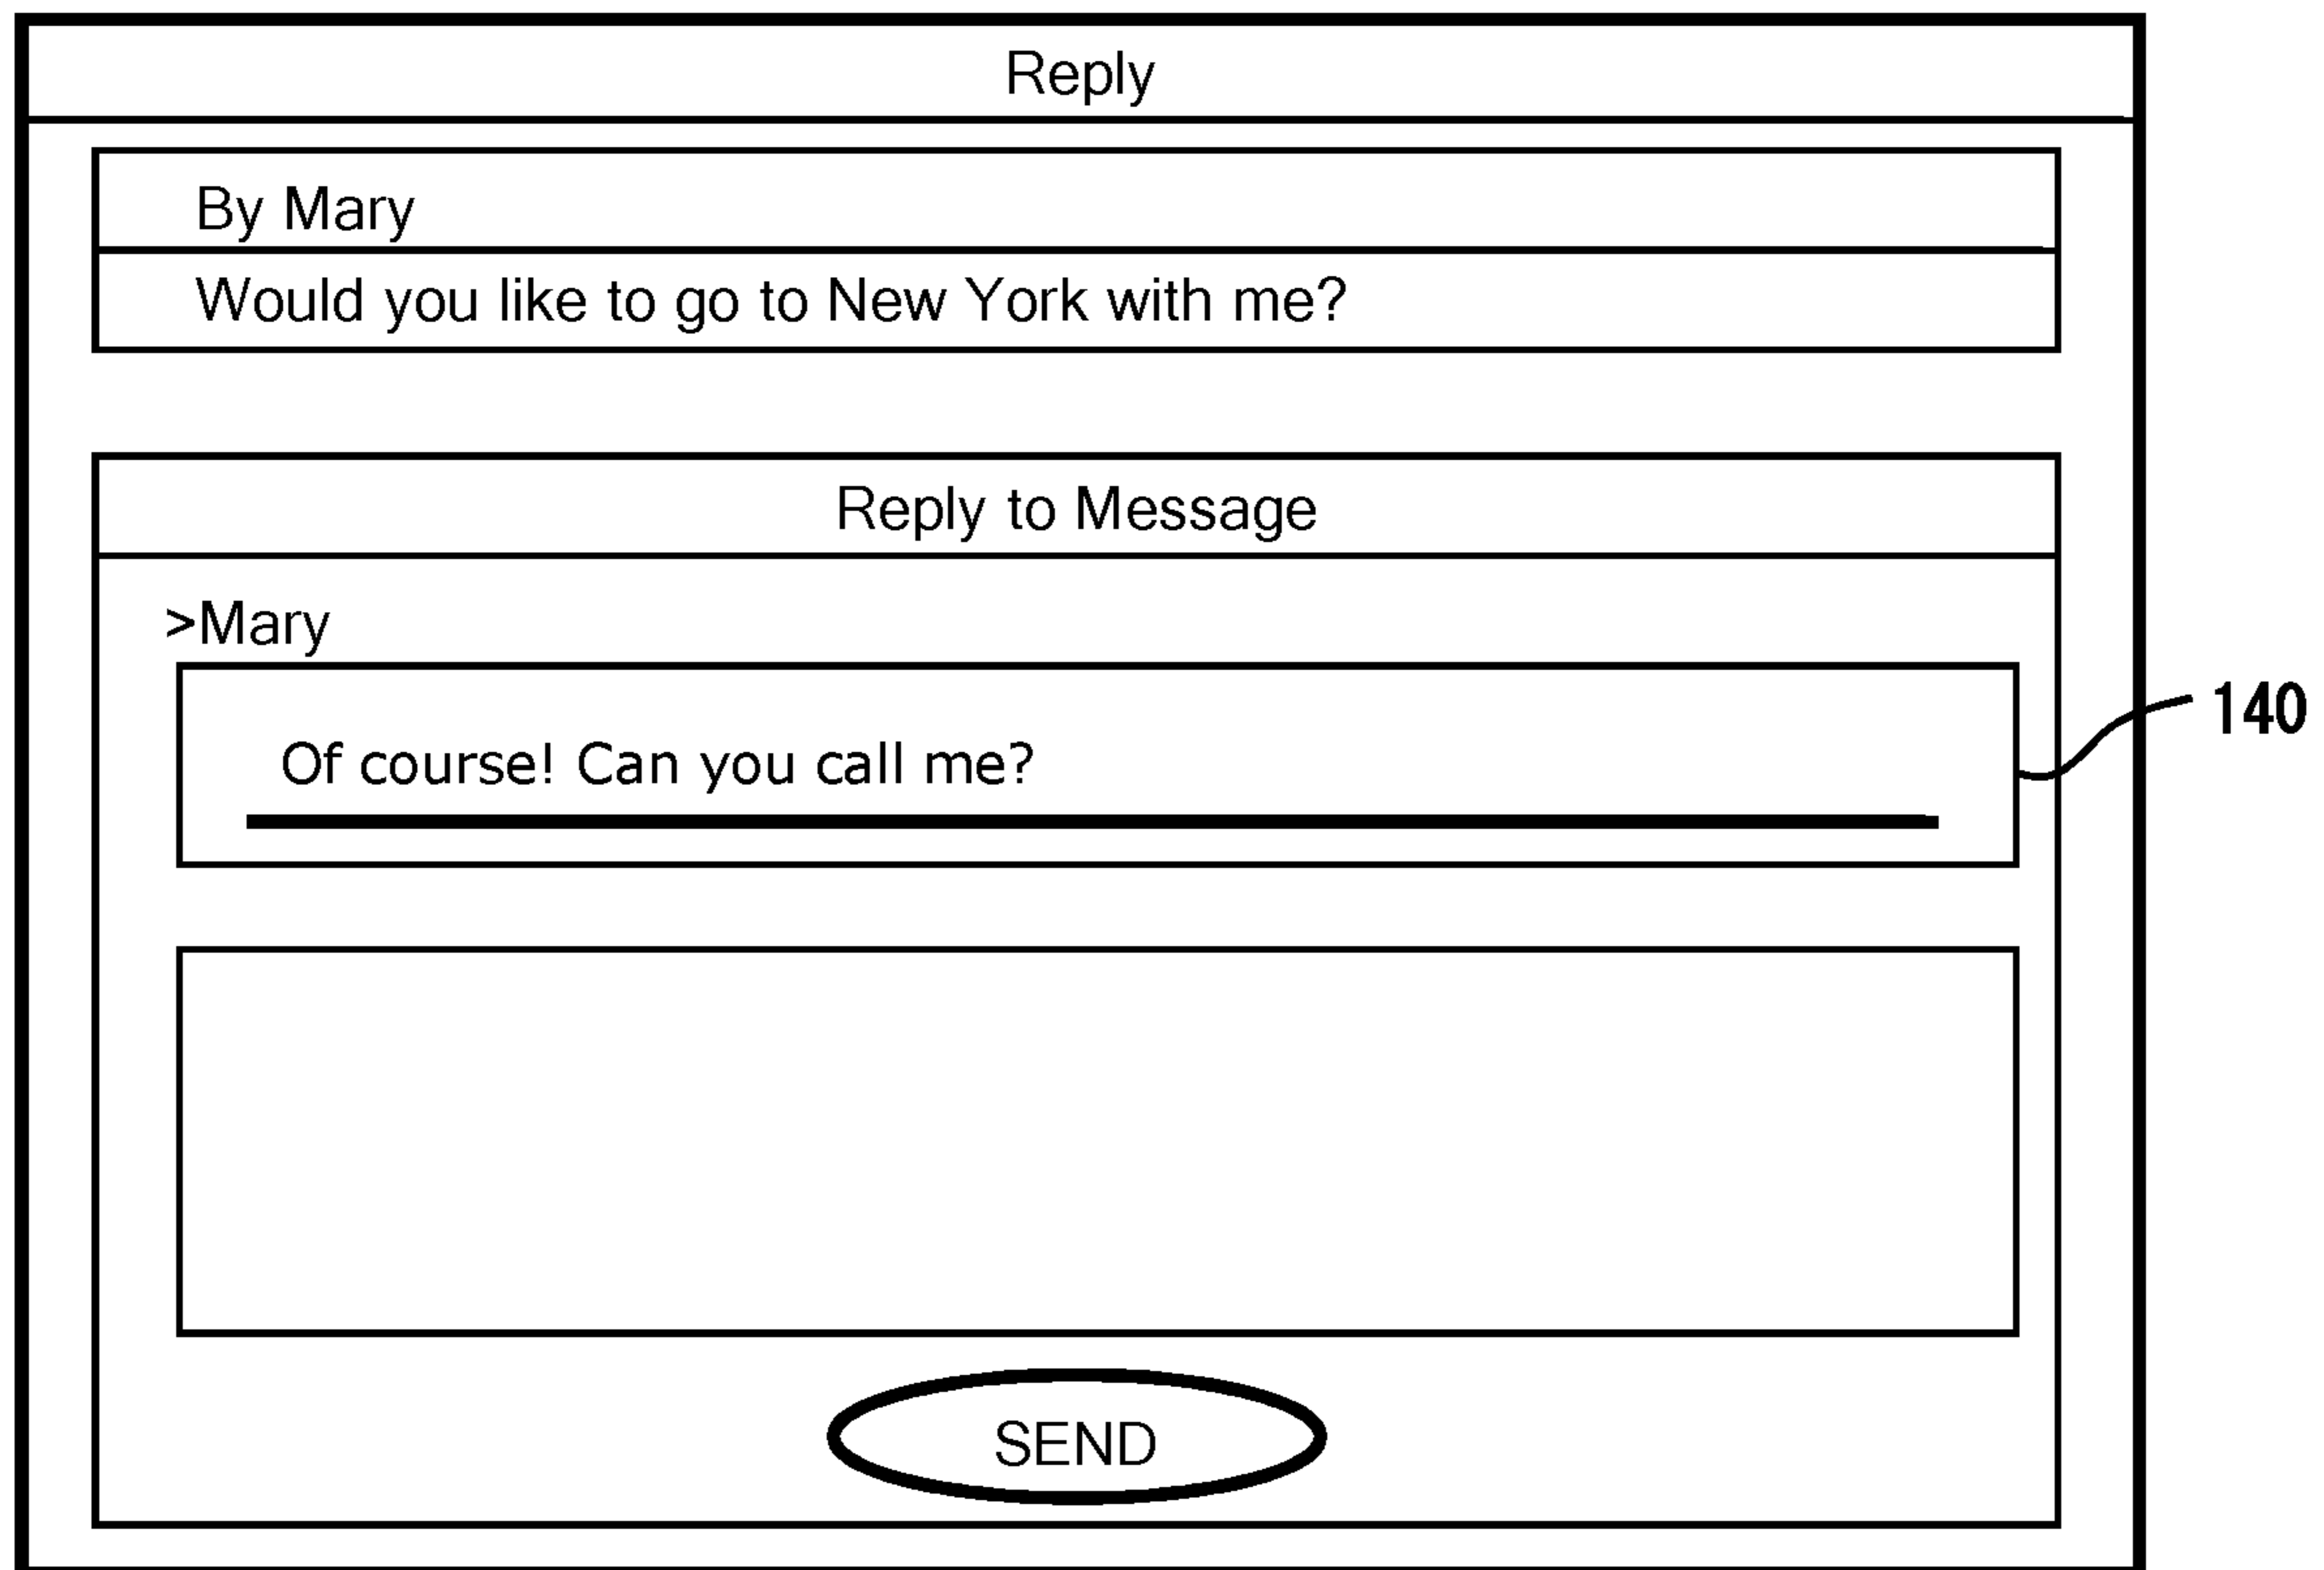 Reply
By Mary
Would you like to go to New York with me?
Reply to Message
>Mary
Of course! Can you call me?
140
SEND